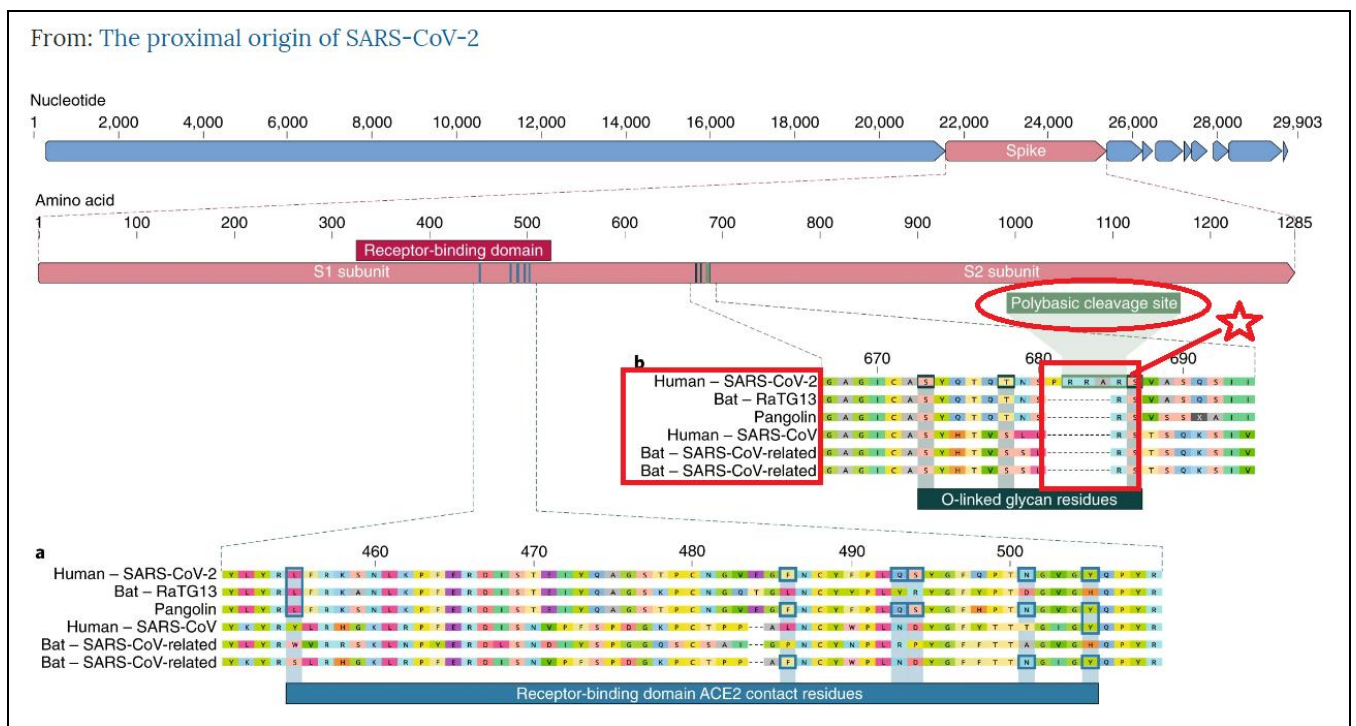 From: The proximal origin of SARS-CoV-2
Nucleotide
1 2,000 4,000 6,000 8,000 10,000 12,000 14,000 16,000 18,000 20,000 22,000 24,000 26,000 28,000 29,903
Spike
Amino acid
1 100 200 300 400 500 600 700 800 900 1000 1100 1200 1285
Receptor-binding domain
S1 subunit S2 subunit
Polybasic cleavage site
b 670 680 690
Human – SARS-CoV-2 G A G I C A S Y Q T Q T N S P R R A R S V A S Q S I I
Bat – RaTG13 G A G I C A S Y Q T Q T N S ---------- R S V A S Q S I I
Pangolin G A G I C A S Y Q T Q T N S ---------- R S V S S X A I I
Human – SARS-CoV G A G I C A S Y H T V S L L ---------- R S T S Q K S I V
Bat – SARS-CoV-related G A G I C A S Y H T V S S L ---------- R S T S Q K S I V
Bat – SARS-CoV-related G A G I C A S Y H T V S S L ---------- R S T S Q K S I V
O-linked glycan residues
a 460 470 480 490 500
Human – SARS-CoV-2 Y L Y R L F R K S N L K P F E R D I S T E I Y Q A G S T P C N G V E G F N C Y F P L Q S Y G F Q P T N G V G Y Q P Y R
Bat – RaTG13 Y L Y R L F R K A N L K P F E R D I S T E I Y Q A G S K P C N G Q T G L N C Y Y P L Y R Y G F Y P T D G V G H Q P Y R
Pangolin Y L Y R L F R K S N L K P F E R D I S T E I Y Q A G S T P C N G V E G F N C Y F P L Q S Y G F H P T N G V G Y Q P Y R
Human – SARS-CoV Y K Y R Y L R H G K L R P F E R D I S N V P F S P D G K P C T P P --- A L N C Y W P L N D Y G F Y T T T G I G Y Q P Y R
Bat – SARS-CoV-related Y L Y R W V R R S K L N P Y E R D L S N D I Y S P G G Q S C S A I --- G P N C Y N P L R P Y G F F T T A G V G H Q P Y R
Bat – SARS-CoV-related Y K Y R S L R H G K L R P F E R D I S N V P F S P D G K P C T P P --- A F N C Y W P L N D Y G F F T T N G I G Y Q P Y R
Receptor-binding domain ACE2 contact residues